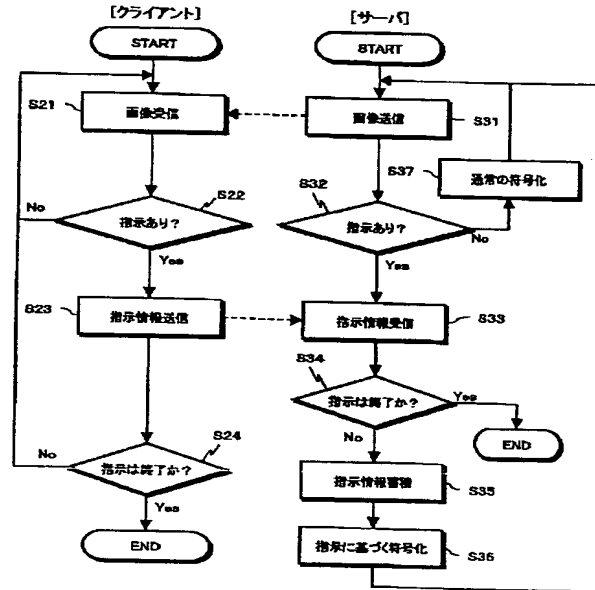 [クライアント]
START
S21
画像受信
S22
指示あり?
No
Yes
S23
指示情報送信
S24
指示は終了か?
No
Yes
END
[サーバ]
START
S31
画像送信
S37
通常の符号化
S32
指示あり?
No
Yes
S33
指示情報受信
S34
指示は終了か?
Yes
No
END
S35
指示情報蓄積
S36
指示に基づく符号化